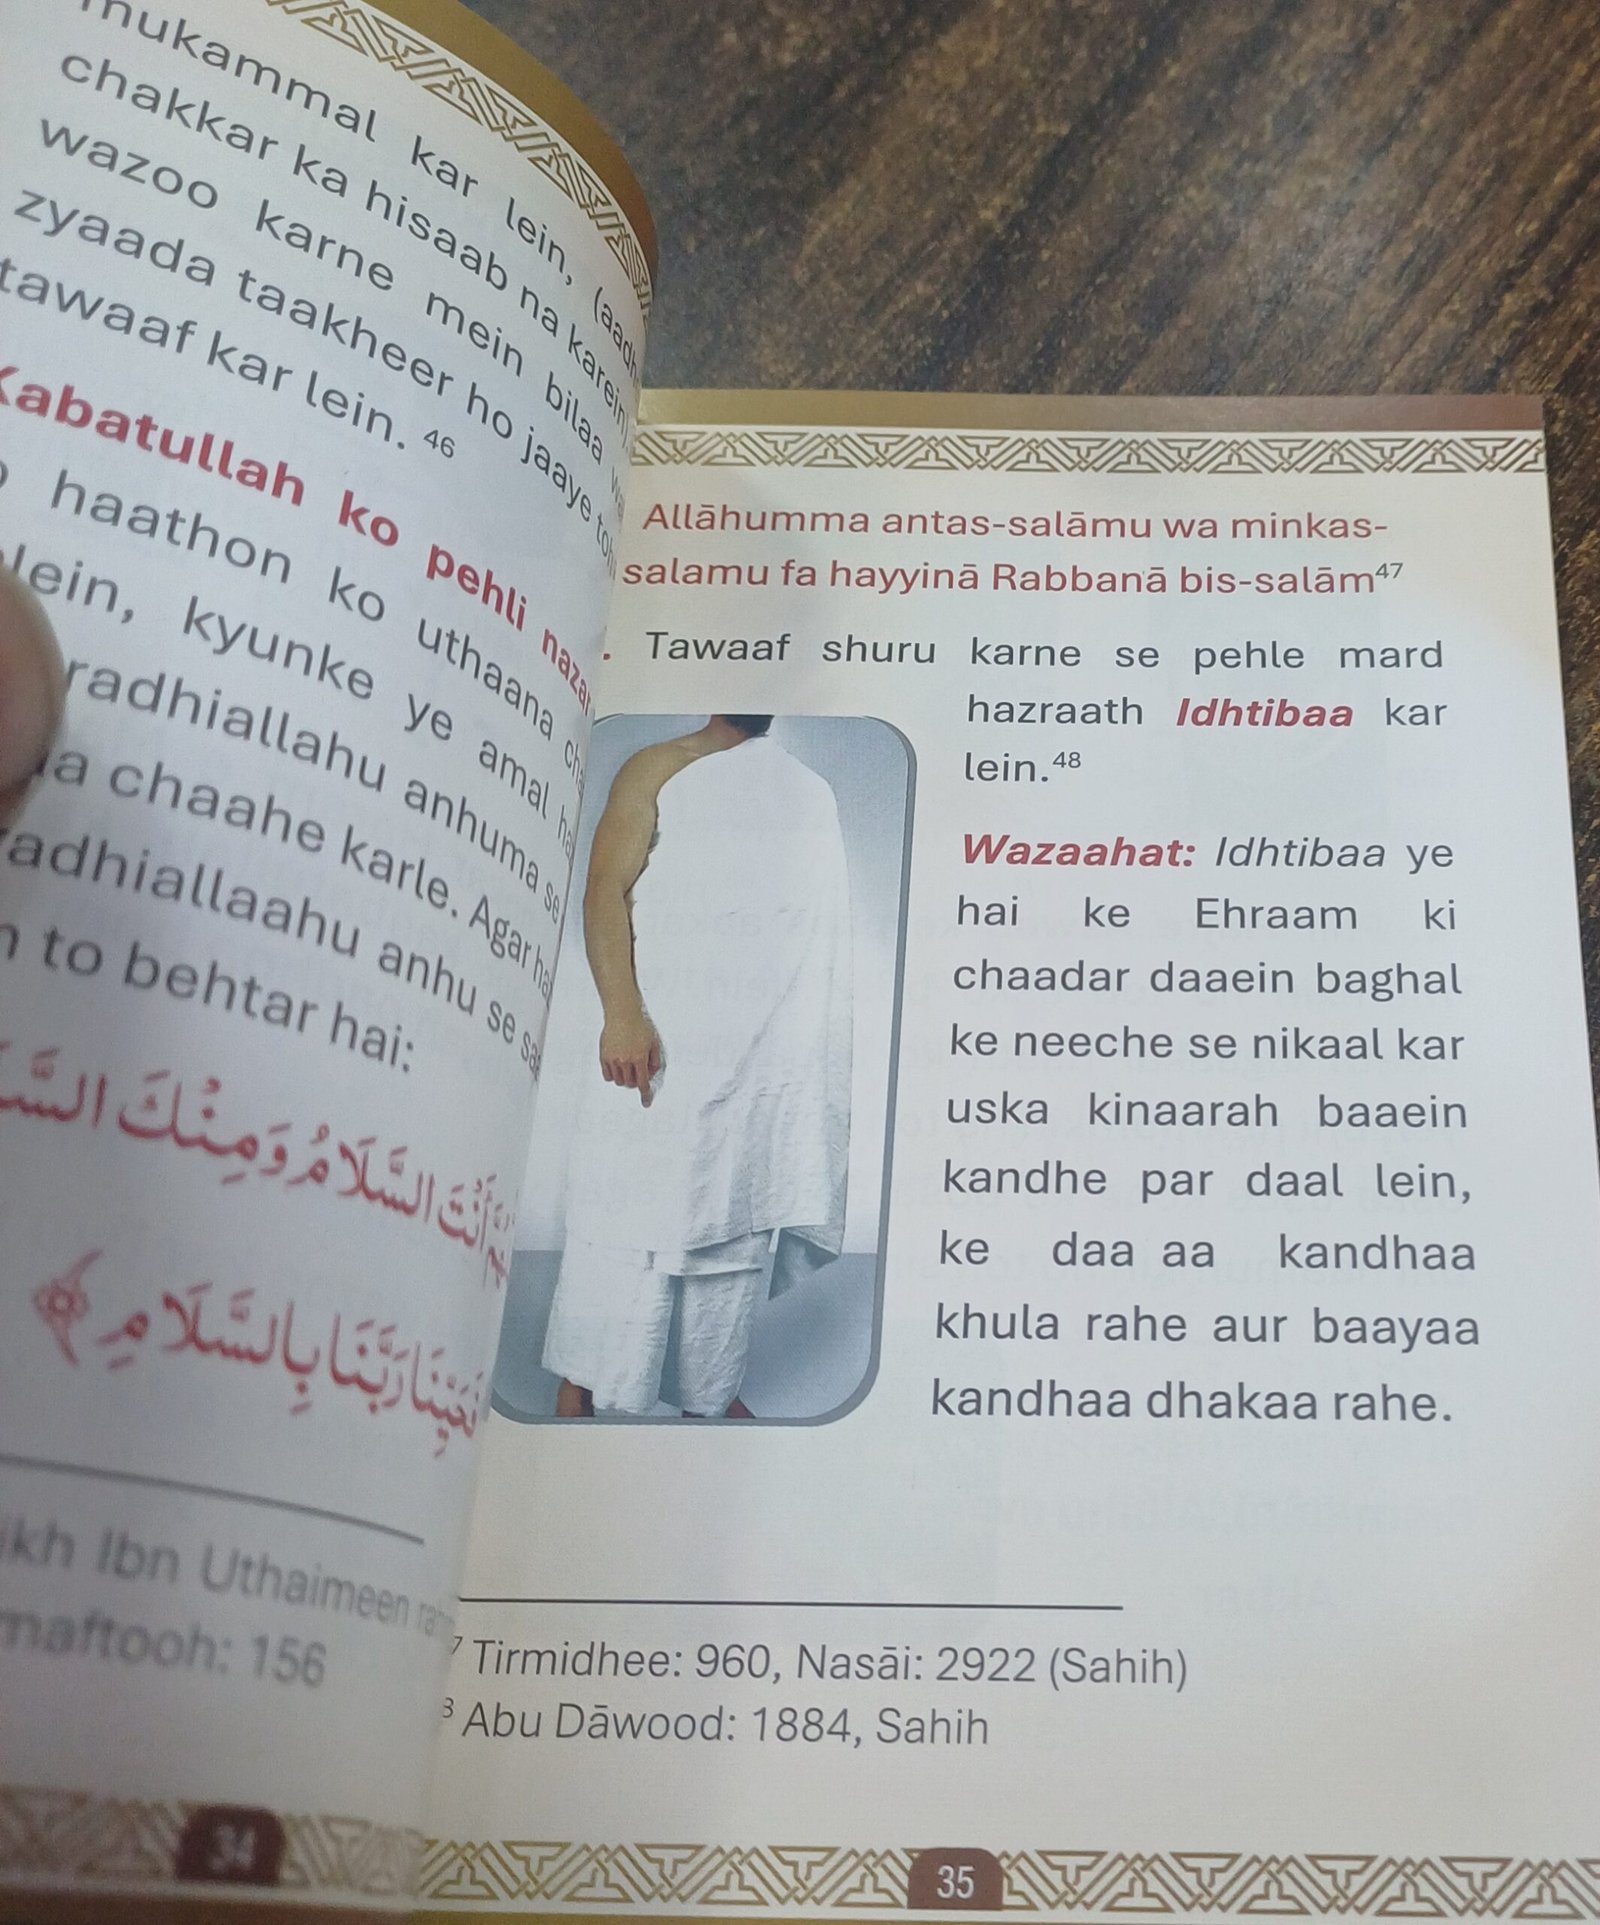 mukammal kar lein, (aadh
chakkar ka hisaab na karein),
wazoo karne mein bilaa
zyaada taakheer ho jaaye to
tawaaf kar lein. 46
Kabatullah ko pehli nazar
haathon ko uthaana
lein, kyunke ye amal
radhiallahu anhuma se
chaahe karle. Agar
radhiallaahu anhu se
to behtar hai:
أَنْتَ السَّلَامُ وَمِنْكَ
فَحَيِّنَا رَبَّنَا بِالسَّلَامِ ﴾
Ibn Uthaimeen
maftooh: 156
34
Allāhumma antas-salāmu wa minkas-
salamu fa hayyinā Rabbanā bis-salām47
. Tawaaf shuru karne se pehle mard
hazraath Idhtibaa kar
lein.48
Wazaahat: Idhtibaa ye
hai ke Ehraam ki
chaadar daaein baghal
ke neeche se nikaal kar
uska kinaarah baaein
kandhe par daal lein,
ke daa aa kandhaa
khula rahe aur baayaa
kandhaa dhakaa rahe.
7 Tirmidhee: 960, Nasāi: 2922 (Sahih)
Abu Dāwood: 1884, Sahih
35